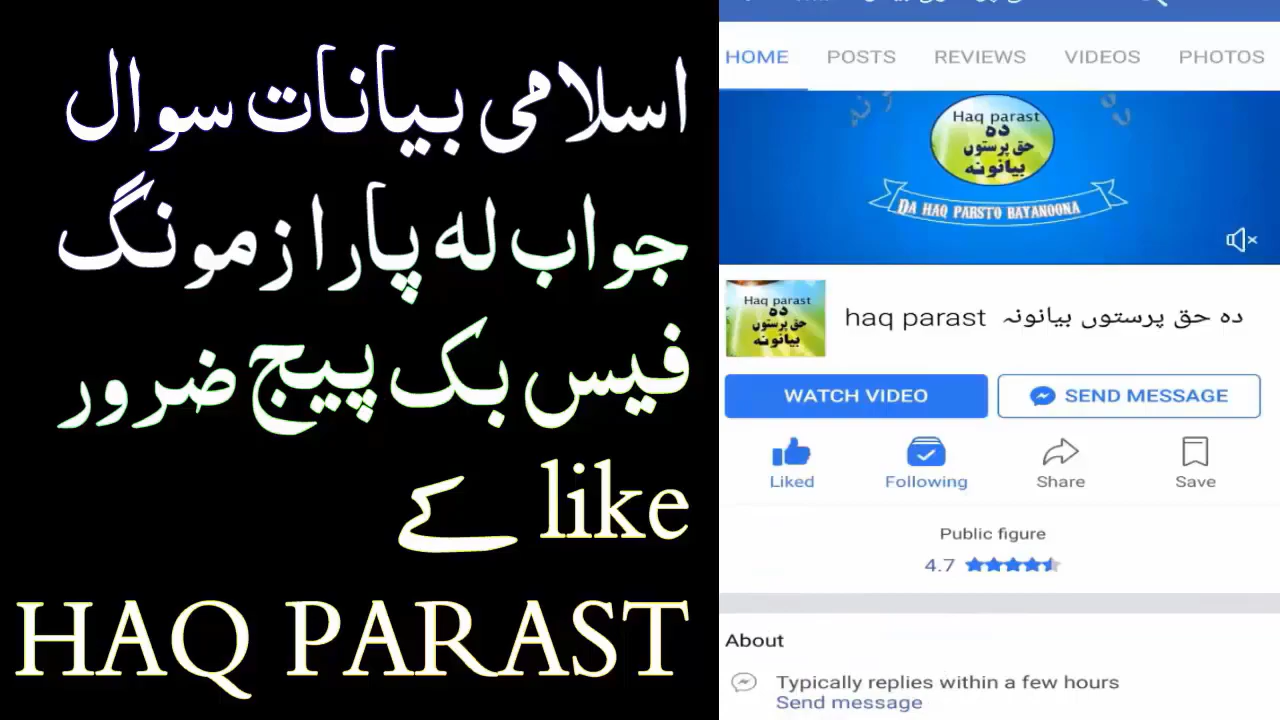 اسلامی بیانات سوال
جواب له پارا زمونگ
فیس بک پیج ضرور
like کے
HAQ PARAST
HOME POSTS REVIEWS VIDEOS PHOTOS
Haq parast
ده
حق پرستوں
بیانونه
DA HAQ PARSTO BAYANOONA
Haq parast
ده
حق پرستوں
بیانونه
haq parast ده حق پرستوں بیانونہ
WATCH VIDEO
SEND MESSAGE
Liked Following Share Save
Public figure
4.7
About
Typically replies within a few hours
Send message